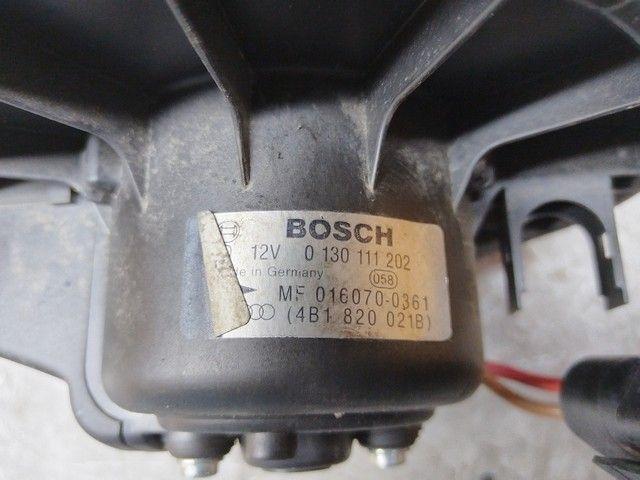 BOSCH
12V 0 130 111 202
in Germany 058
MF 016070-0361
(4B1 820 021B)